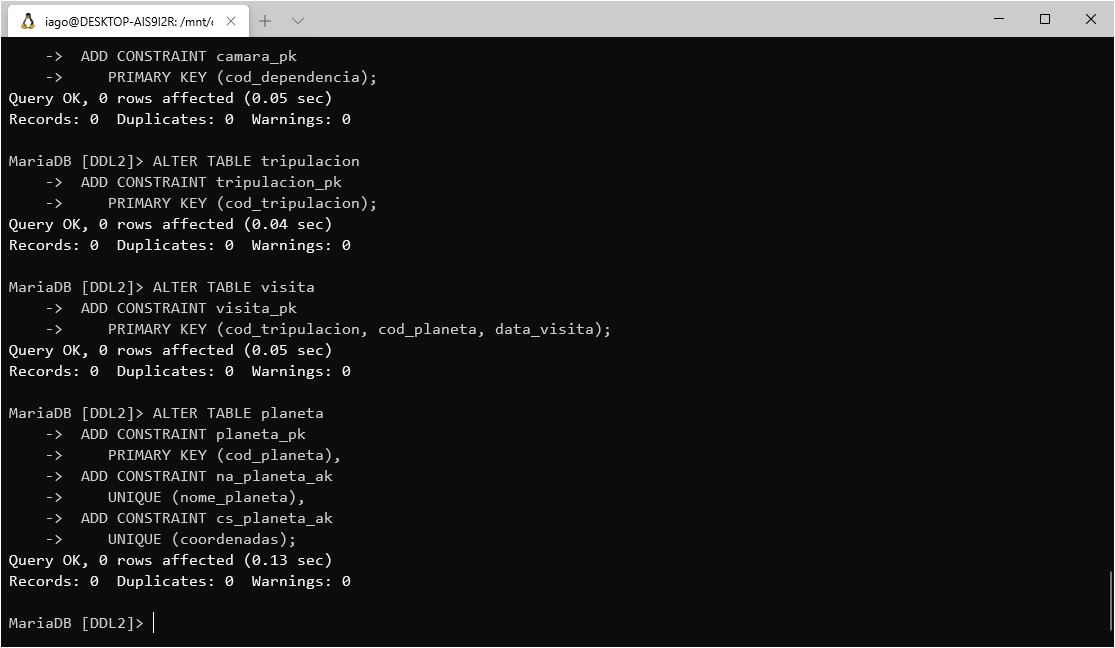 iago@DESKTOP-AIS9I2R: /mnt/c
    ->  ADD CONSTRAINT camara_pk
    ->     PRIMARY KEY (cod_dependencia);
Query OK, 0 rows affected (0.05 sec)
Records: 0  Duplicates: 0  Warnings: 0

MariaDB [DDL2]> ALTER TABLE tripulacion
    ->  ADD CONSTRAINT tripulacion_pk
    ->     PRIMARY KEY (cod_tripulacion);
Query OK, 0 rows affected (0.04 sec)
Records: 0  Duplicates: 0  Warnings: 0

MariaDB [DDL2]> ALTER TABLE visita
    ->  ADD CONSTRAINT visita_pk
    ->     PRIMARY KEY (cod_tripulacion, cod_planeta, data_visita);
Query OK, 0 rows affected (0.05 sec)
Records: 0  Duplicates: 0  Warnings: 0

MariaDB [DDL2]> ALTER TABLE planeta
    ->  ADD CONSTRAINT planeta_pk
    ->     PRIMARY KEY (cod_planeta),
    ->  ADD CONSTRAINT na_planeta_ak
    ->     UNIQUE (nome_planeta),
    ->  ADD CONSTRAINT cs_planeta_ak
    ->     UNIQUE (coordenadas);
Query OK, 0 rows affected (0.13 sec)
Records: 0  Duplicates: 0  Warnings: 0

MariaDB [DDL2]>